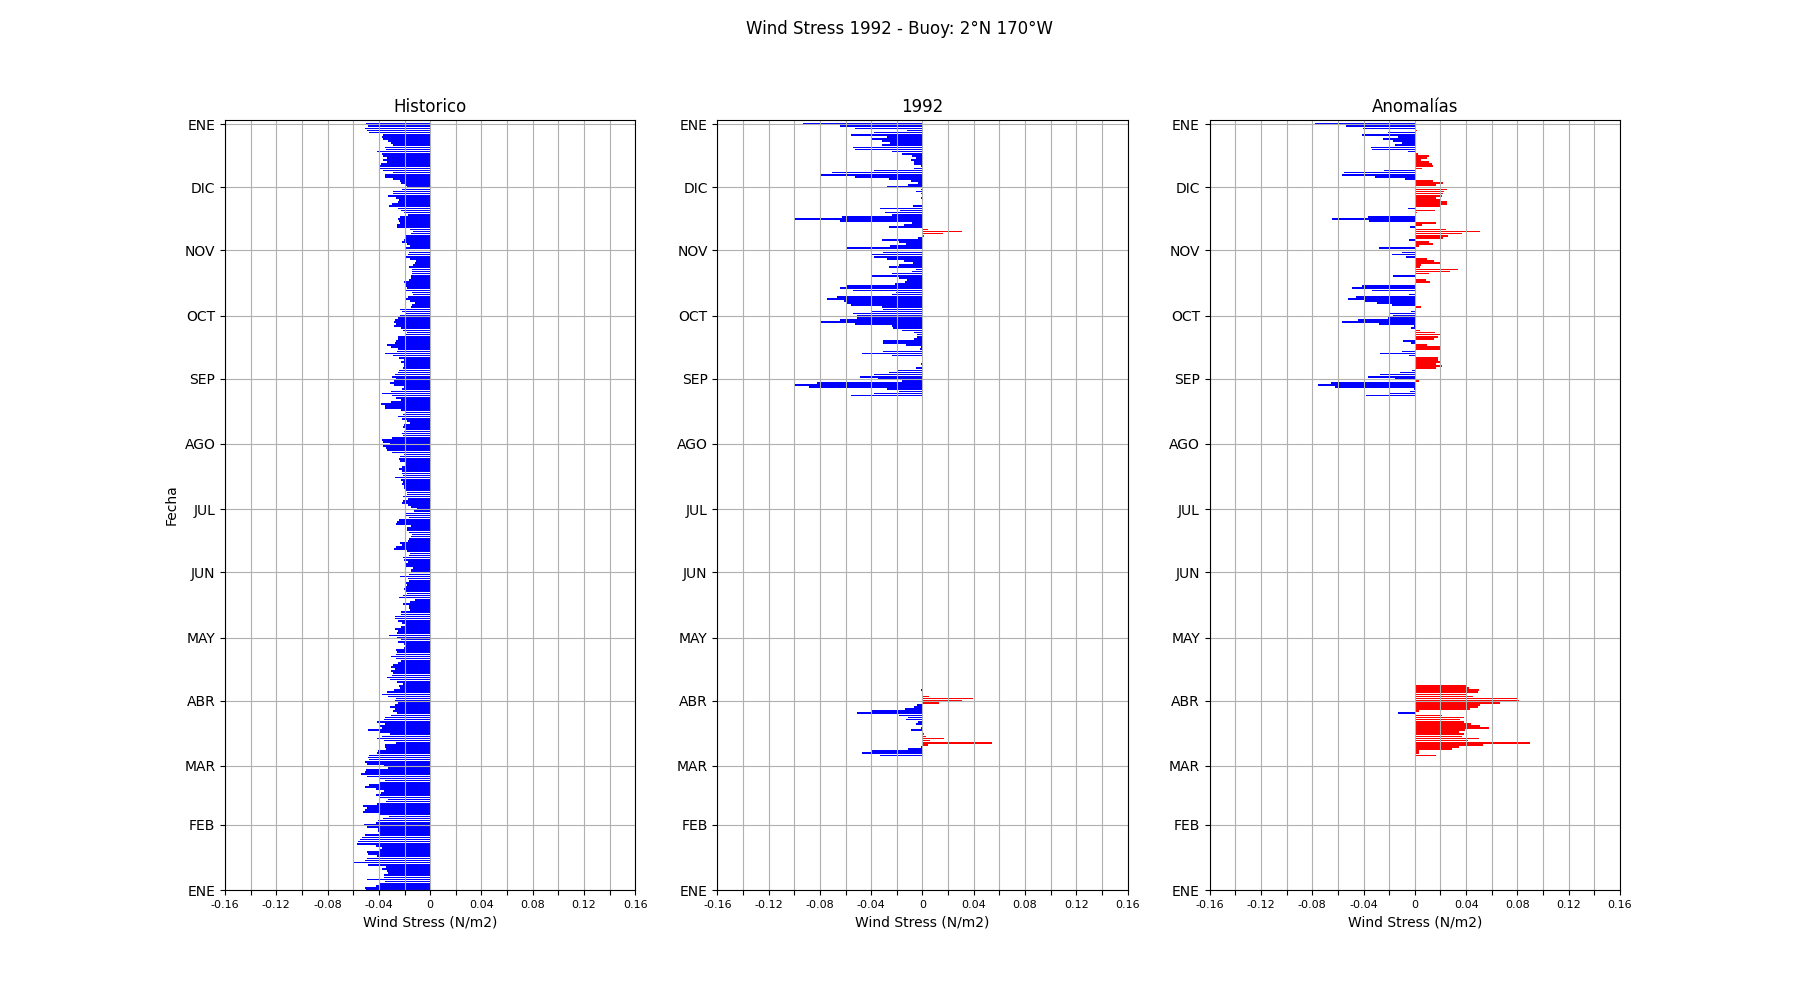 Wind Stress 1992 - Buoy: 2°N 170°W
Historico
ENE
DIC
NOV
OCT
SEP
AGO
JUL
JUN
MAY
ABR
MAR
FEB
ENE
Fecha
-0.16 -0.12 -0.08 -0.04 0 0.04 0.08 0.12 0.16
Wind Stress (N/m2)
1992
ENE
DIC
NOV
OCT
SEP
AGO
JUL
JUN
MAY
ABR
MAR
FEB
ENE
-0.16 -0.12 -0.08 -0.04 0 0.04 0.08 0.12 0.16
Wind Stress (N/m2)
Anomalías
ENE
DIC
NOV
OCT
SEP
AGO
JUL
JUN
MAY
ABR
MAR
FEB
ENE
-0.16 -0.12 -0.08 -0.04 0 0.04 0.08 0.12 0.16
Wind Stress (N/m2)